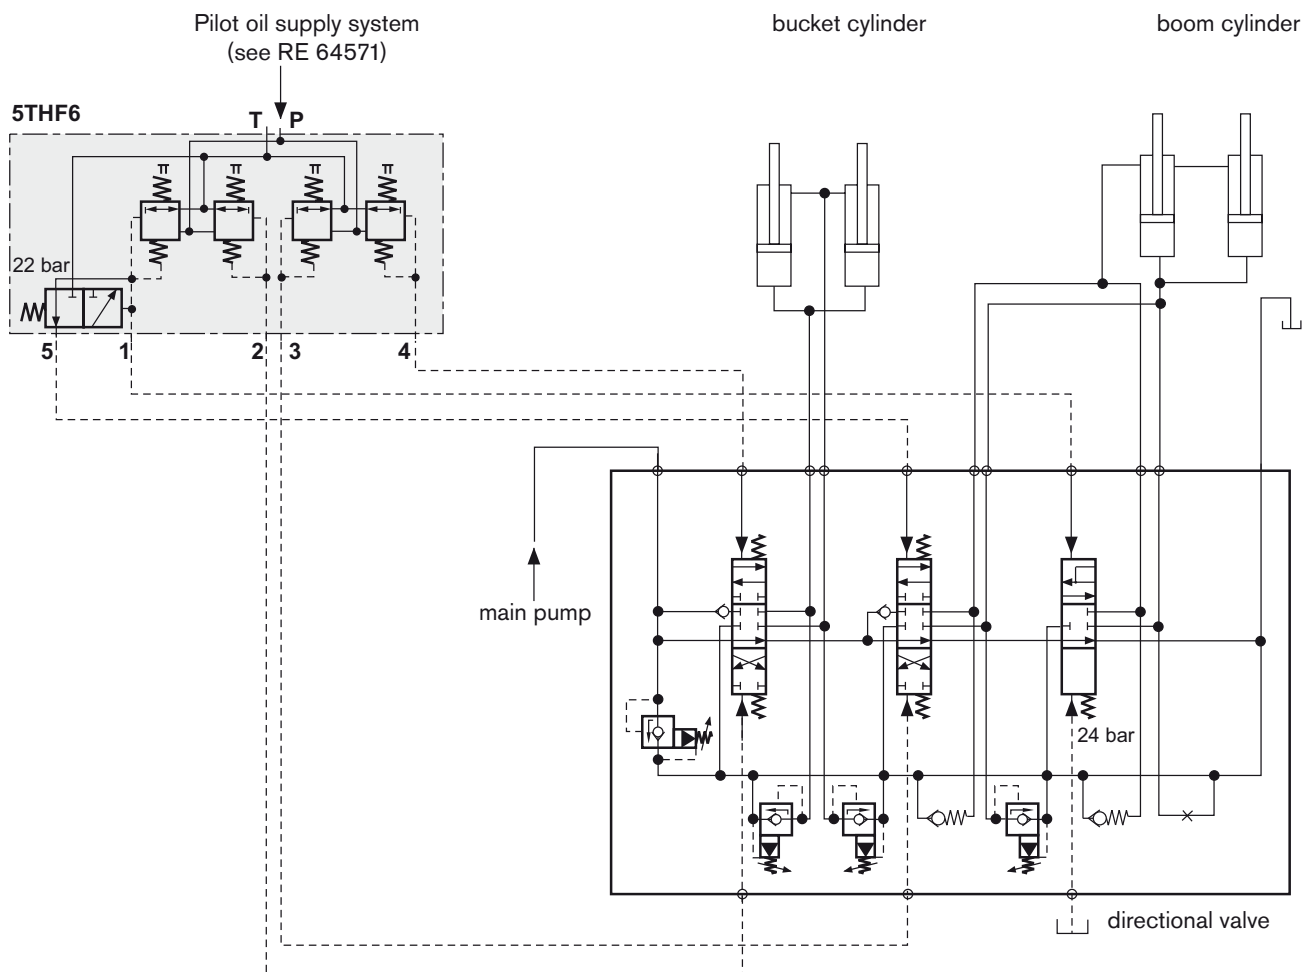 Pilot oil supply system
(see RE 64571)
bucket cylinder
boom cylinder
5THF6
T P
22 bar
5 1 2 3 4
main pump
24 bar
directional valve